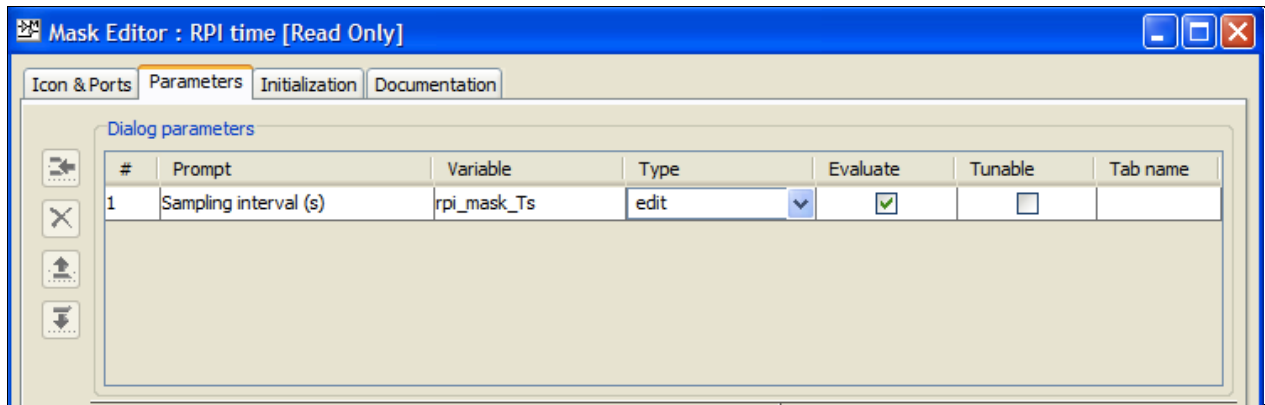 Mask Editor : RPI time [Read Only]
Icon & Ports Parameters Initialization Documentation
Dialog parameters
# Prompt Variable Type Evaluate Tunable Tab name
1 Sampling interval (s) rpi_mask_Ts edit